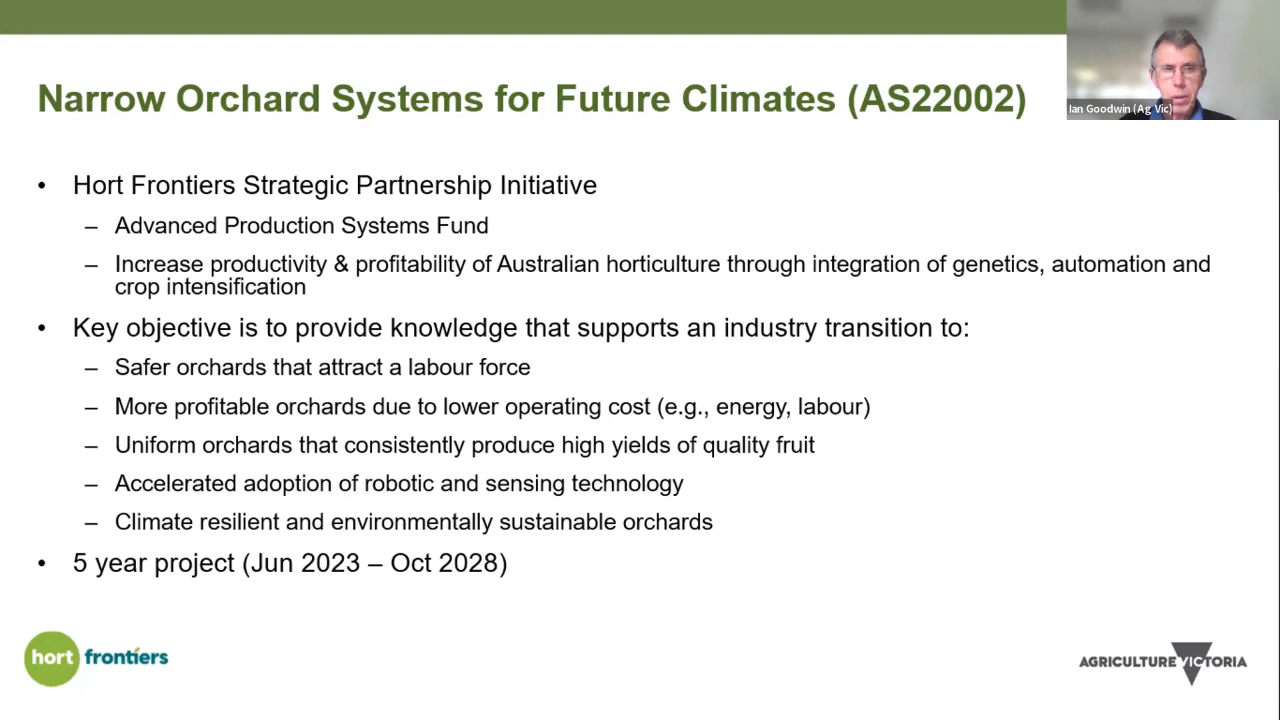 Narrow Orchard Systems for Future Climates (AS22002)
Ian Goodwin (Ag Vic)
• Hort Frontiers Strategic Partnership Initiative
– Advanced Production Systems Fund
– Increase productivity & profitability of Australian horticulture through integration of genetics, automation and
crop intensification
• Key objective is to provide knowledge that supports an industry transition to:
– Safer orchards that attract a labour force
– More profitable orchards due to lower operating cost (e.g., energy, labour)
– Uniform orchards that consistently produce high yields of quality fruit
– Accelerated adoption of robotic and sensing technology
– Climate resilient and environmentally sustainable orchards
• 5 year project (Jun 2023 – Oct 2028)
hort frontiers
AGRICULTURE VICTORIA